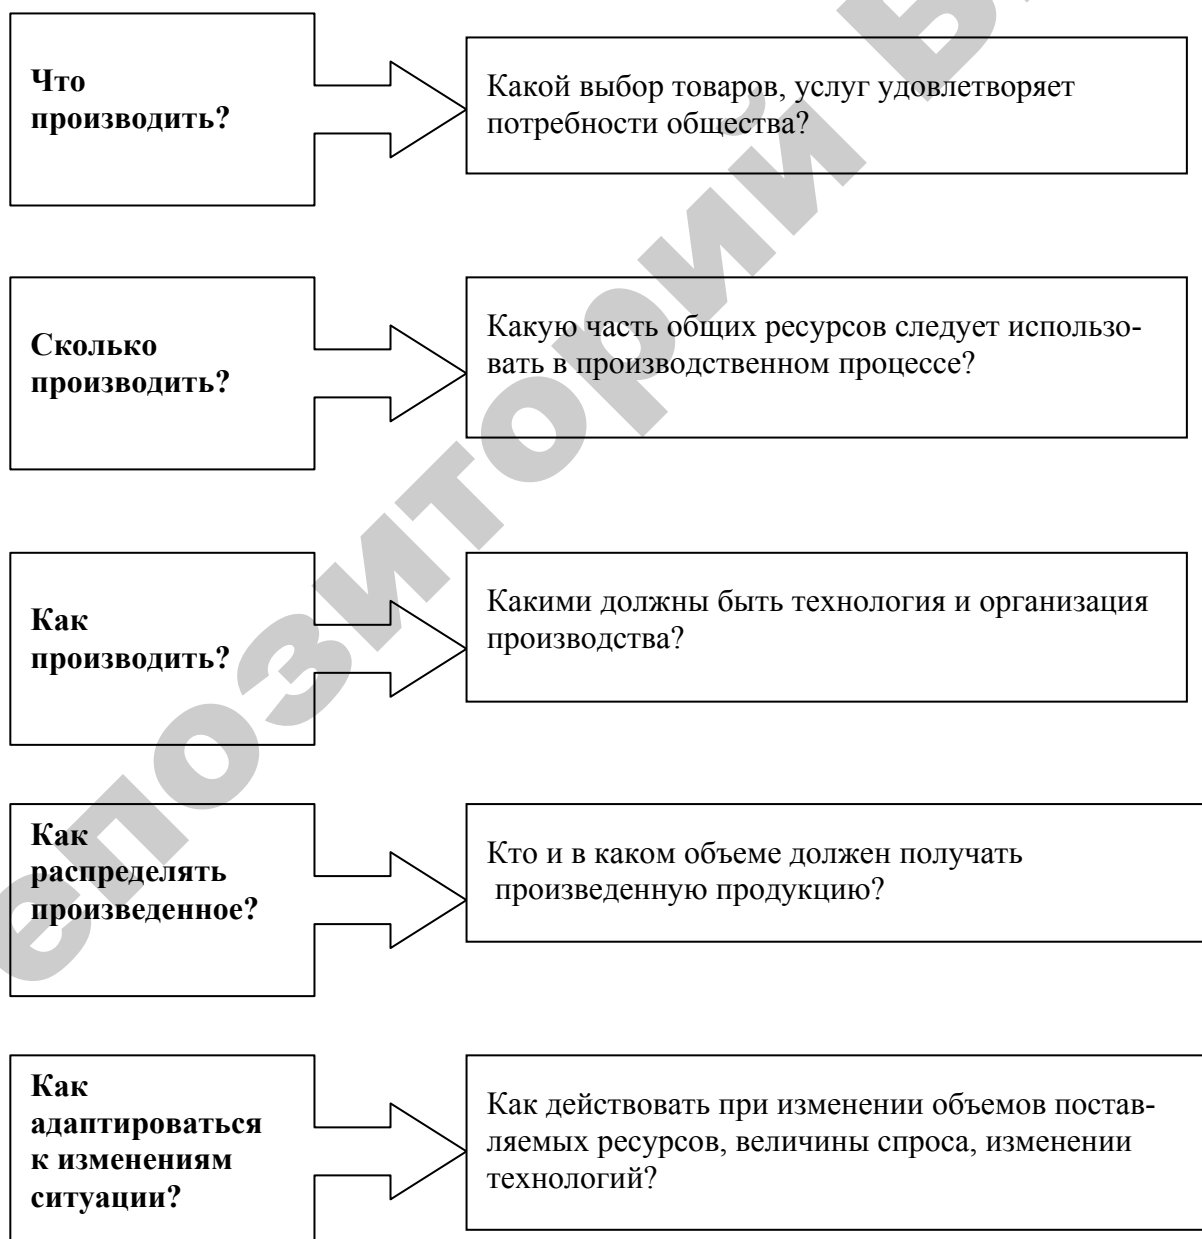 Что
производить?
Какой выбор товаров, услуг удовлетворяет
потребности общества?
Сколько
производить?
Какую часть общих ресурсов следует использо-
вать в производственном процессе?
Как
производить?
Какими должны быть технология и организация
производства?
Как
распределять
произведенное?
Кто и в каком объеме должен получать
произведенную продукцию?
Как
адаптироваться
к изменениям
ситуации?
Как действовать при изменении объемов постав-
ляемых ресурсов, величины спроса, изменении
технологий?